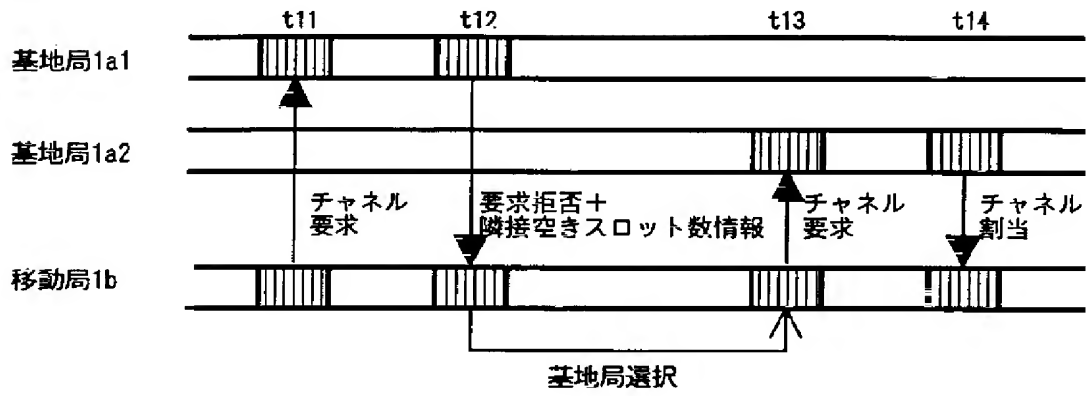 t11 t12 t13 t14
基地局1a1
基地局1a2
チャネル 要求拒否+ チャネル チャネル
要求 隣接空きスロット数情報 要求 割当
移動局1b
基地局選択